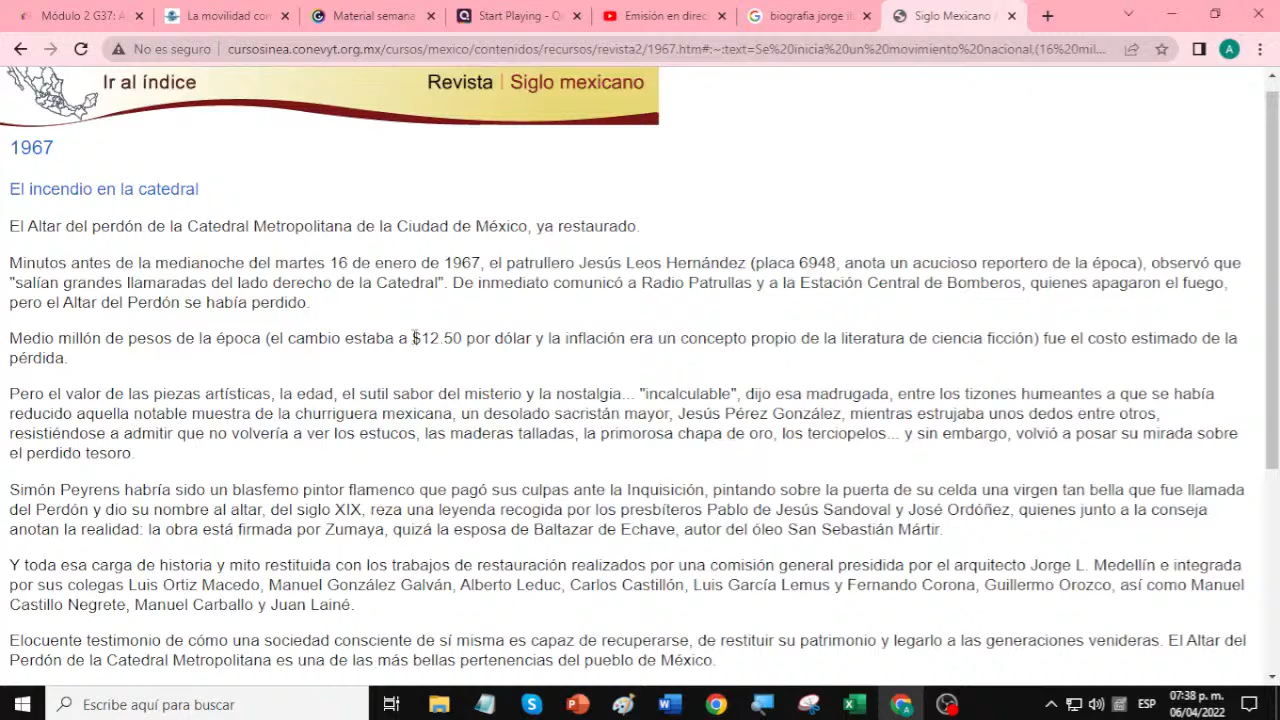 Módulo 2 G37: A
La movilidad con
Material semana
Start Playing - Q
Emisión en direc
biografia jorge i
Siglo Mexicano /
No es seguro
cursosinea.conevyt.org.mx/cursos/mexico/contenidos/recursos/revista2/1967.htm#:~:text=Se%20inicia%20un%20movimiento%20nacional,(16%20mil...
A
Ir al índice
Revista | Siglo mexicano
1967
El incendio en la catedral
El Altar del perdón de la Catedral Metropolitana de la Ciudad de México, ya restaurado.
Minutos antes de la medianoche del martes 16 de enero de 1967, el patrullero Jesús Leos Hernández (placa 6948, anota un acucioso reportero de la época), observó que
"salían grandes llamaradas del lado derecho de la Catedral". De inmediato comunicó a Radio Patrullas y a la Estación Central de Bomberos, quienes apagaron el fuego,
pero el Altar del Perdón se había perdido.
Medio millón de pesos de la época (el cambio estaba a $12.50 por dólar y la inflación era un concepto propio de la literatura de ciencia ficción) fue el costo estimado de la
pérdida.
Pero el valor de las piezas artísticas, la edad, el sutil sabor del misterio y la nostalgia... "incalculable", dijo esa madrugada, entre los tizones humeantes a que se había
reducido aquella notable muestra de la churriguera mexicana, un desolado sacristán mayor, Jesús Pérez González, mientras estrujaba unos dedos entre otros,
resistiéndose a admitir que no volvería a ver los estucos, las maderas talladas, la primorosa chapa de oro, los terciopelos... y sin embargo, volvió a posar su mirada sobre
el perdido tesoro.
Simón Peyrens habría sido un blasfemo pintor flamenco que pagó sus culpas ante la Inquisición, pintando sobre la puerta de su celda una virgen tan bella que fue llamada
del Perdón y dio su nombre al altar, del siglo XIX, reza una leyenda recogida por los presbíteros Pablo de Jesús Sandoval y José Ordóñez, quienes junto a la conseja
anotan la realidad: la obra está firmada por Zumaya, quizá la esposa de Baltazar de Echave, autor del óleo San Sebastián Mártir.
Y toda esa carga de historia y mito restituida con los trabajos de restauración realizados por una comisión general presidida por el arquitecto Jorge L. Medellín e integrada
por sus colegas Luis Ortiz Macedo, Manuel González Galván, Alberto Leduc, Carlos Castillón, Luis García Lemus y Fernando Corona, Guillermo Orozco, así como Manuel
Castillo Negrete, Manuel Carballo y Juan Lainé.
Elocuente testimonio de cómo una sociedad consciente de sí misma es capaz de recuperarse, de restituir su patrimonio y legarlo a las generaciones venideras. El Altar del
Perdón de la Catedral Metropolitana es una de las más bellas pertenencias del pueblo de México.
Escribe aquí para buscar
ESP
07:38 p. m.
06/04/2022